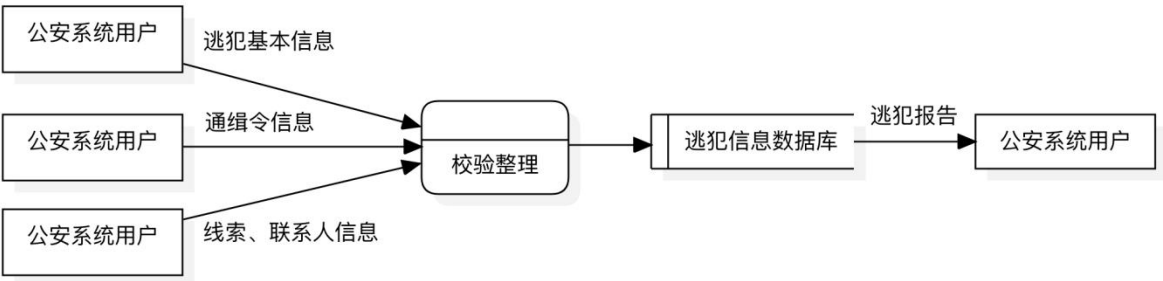 公安系统用户
逃犯基本信息
公安系统用户
通缉令信息
公安系统用户
线索、联系人信息
校验整理
逃犯信息数据库
逃犯报告
公安系统用户